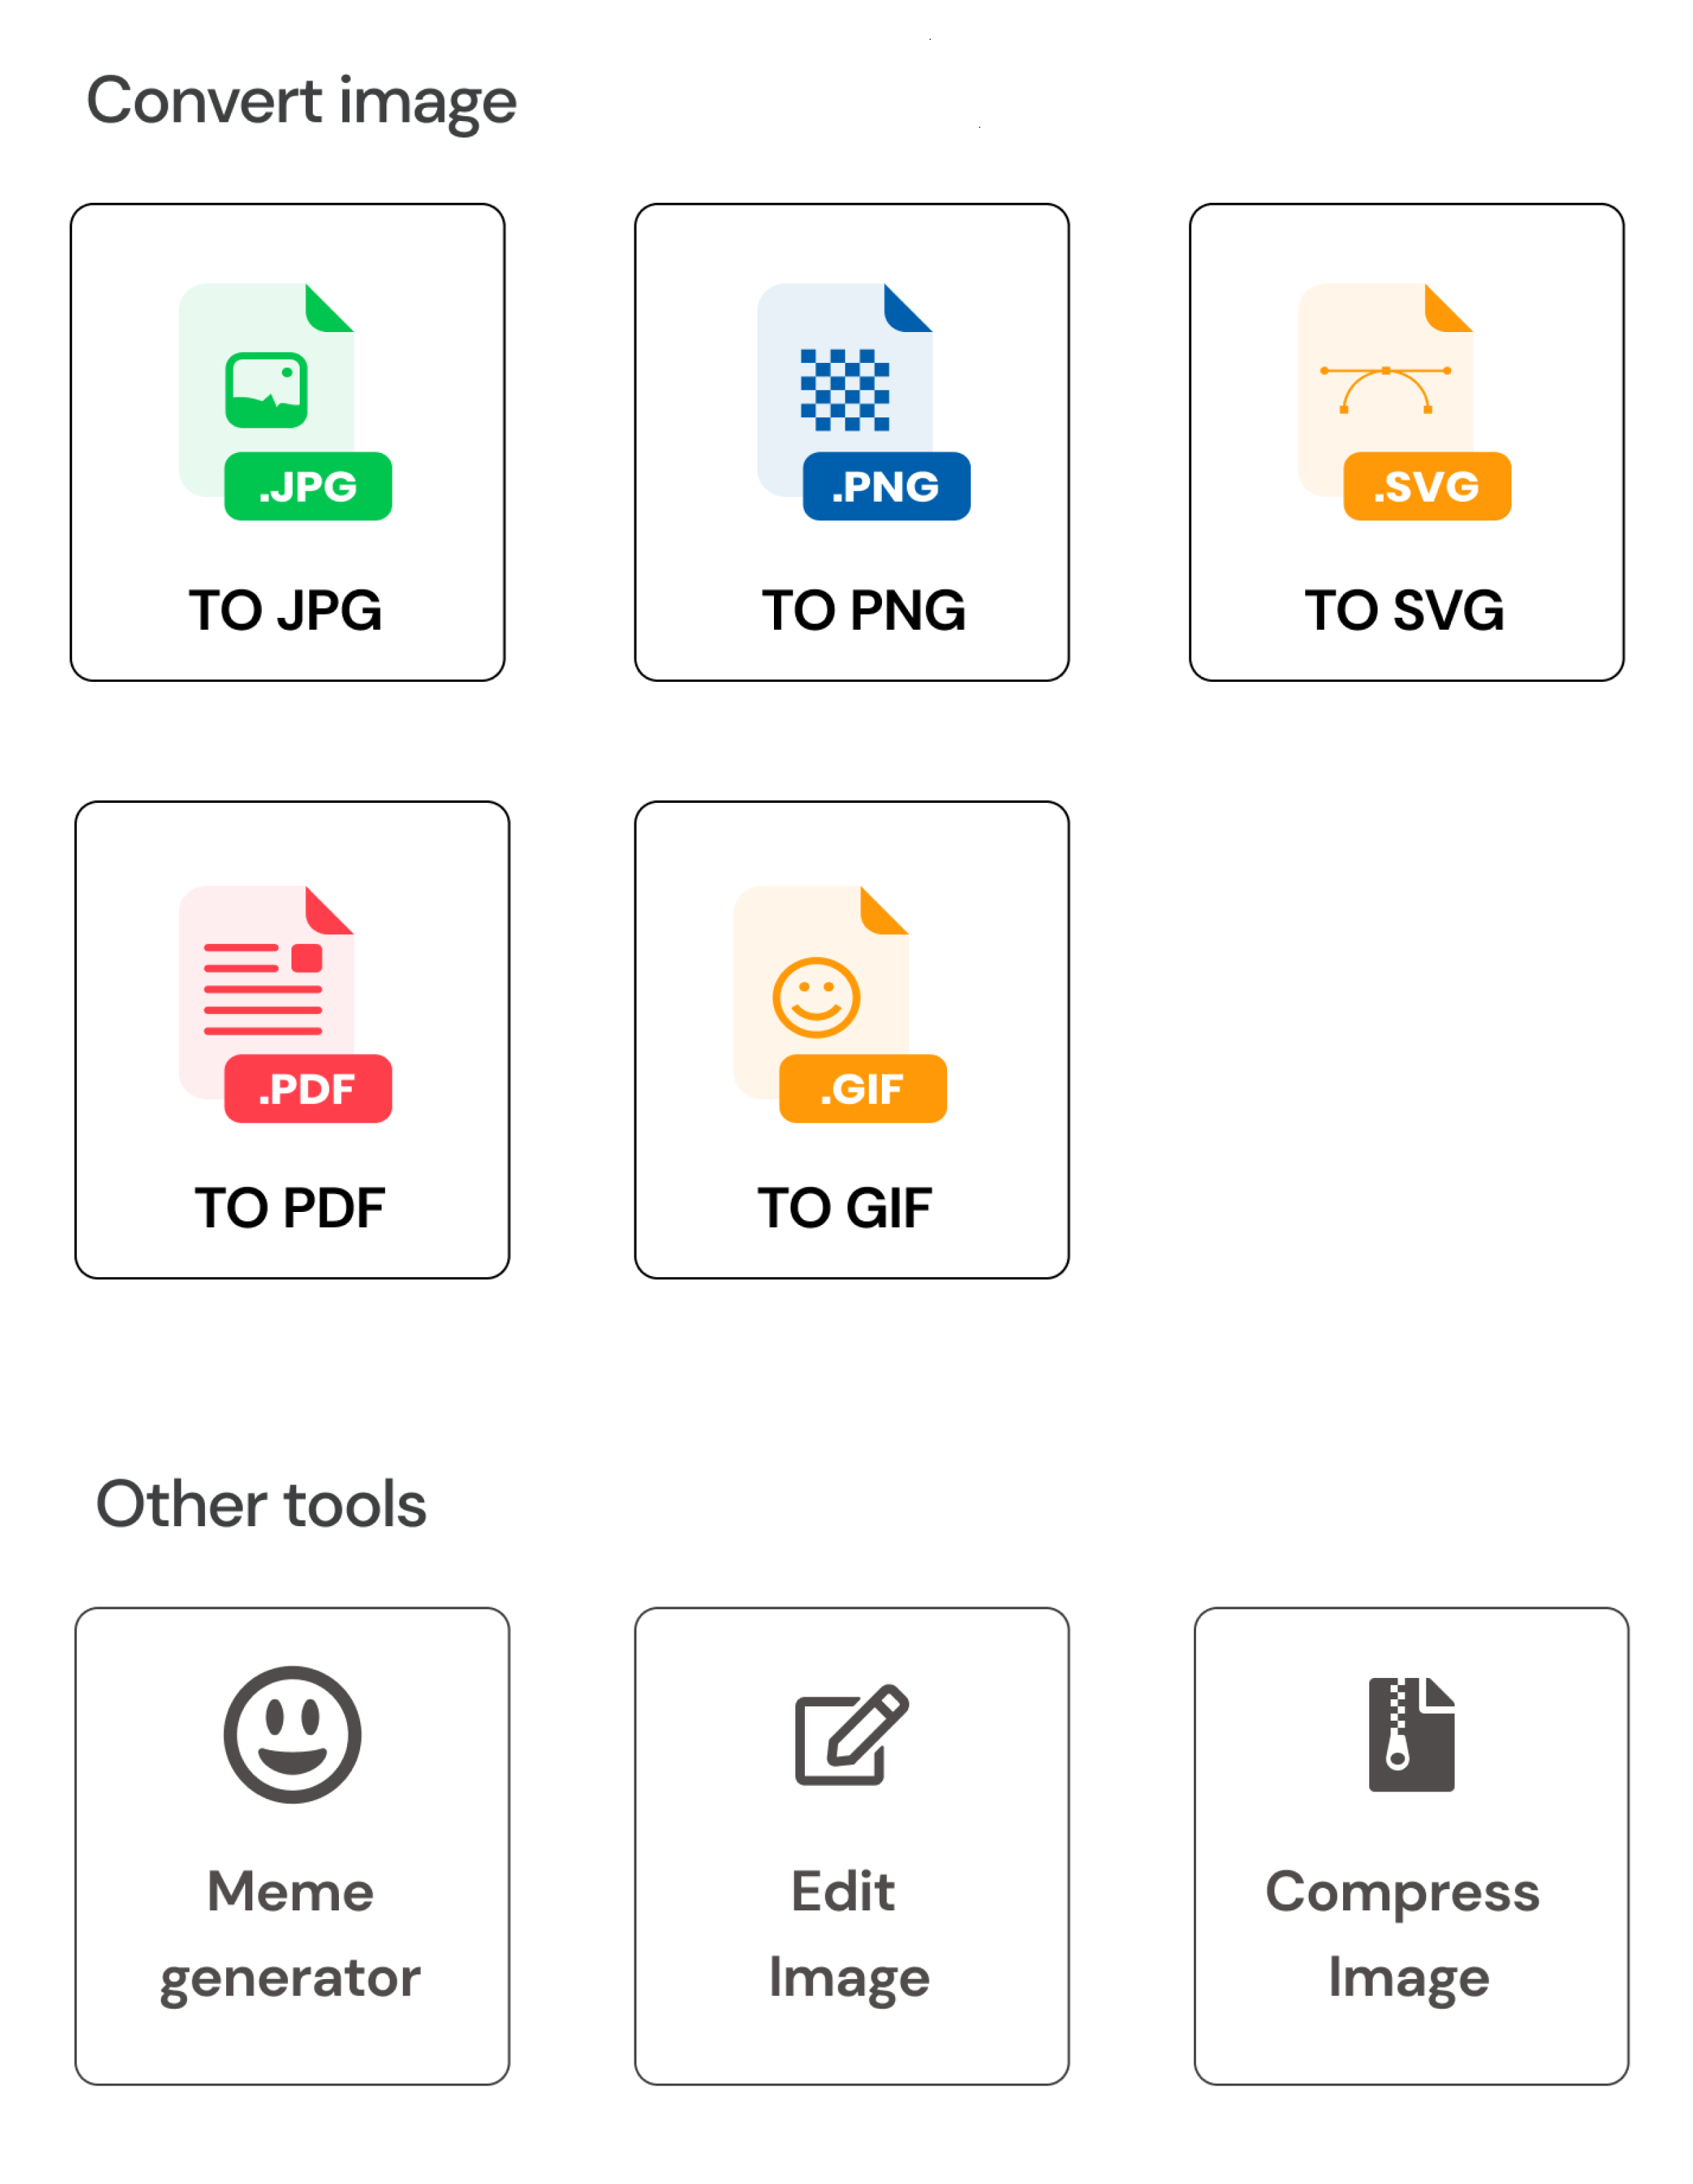 Convert image
.JPG
.PNG
.SVG
TO JPG
TO PNG
TO SVG
.PDF
.GIF
TO PDF
TO GIF
Other tools
Meme
generator
Edit
Image
Compress
Image